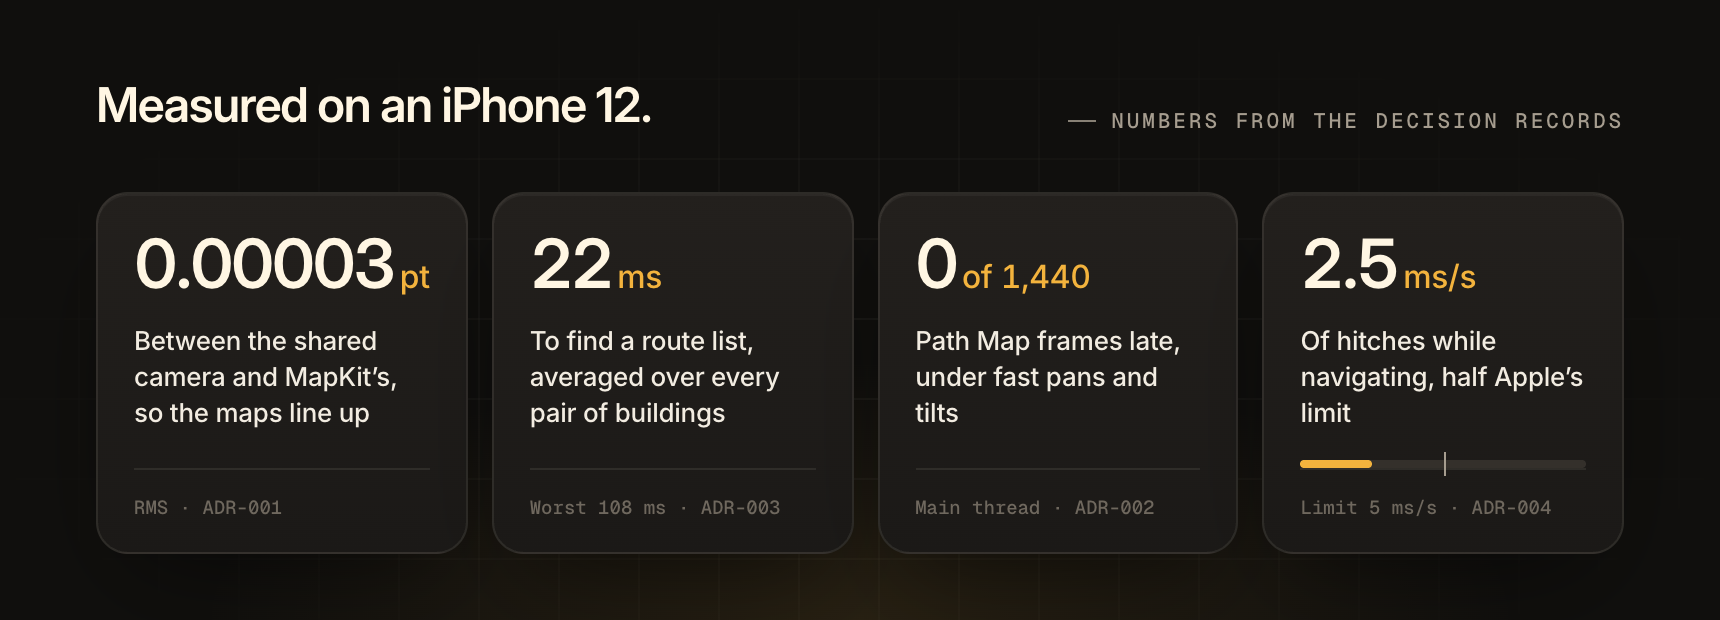 Measured on an iPhone 12.
— NUMBERS FROM THE DECISION RECORDS
0.00003 pt
Between the shared
camera and MapKit’s,
so the maps line up
RMS · ADR-001
22 ms
To find a route list,
averaged over every
pair of buildings
Worst 108 ms · ADR-003
0 of 1,440
Path Map frames late,
under fast pans and
tilts
Main thread · ADR-002
2.5 ms/s
Of hitches while
navigating, half Apple’s
limit
Limit 5 ms/s · ADR-004